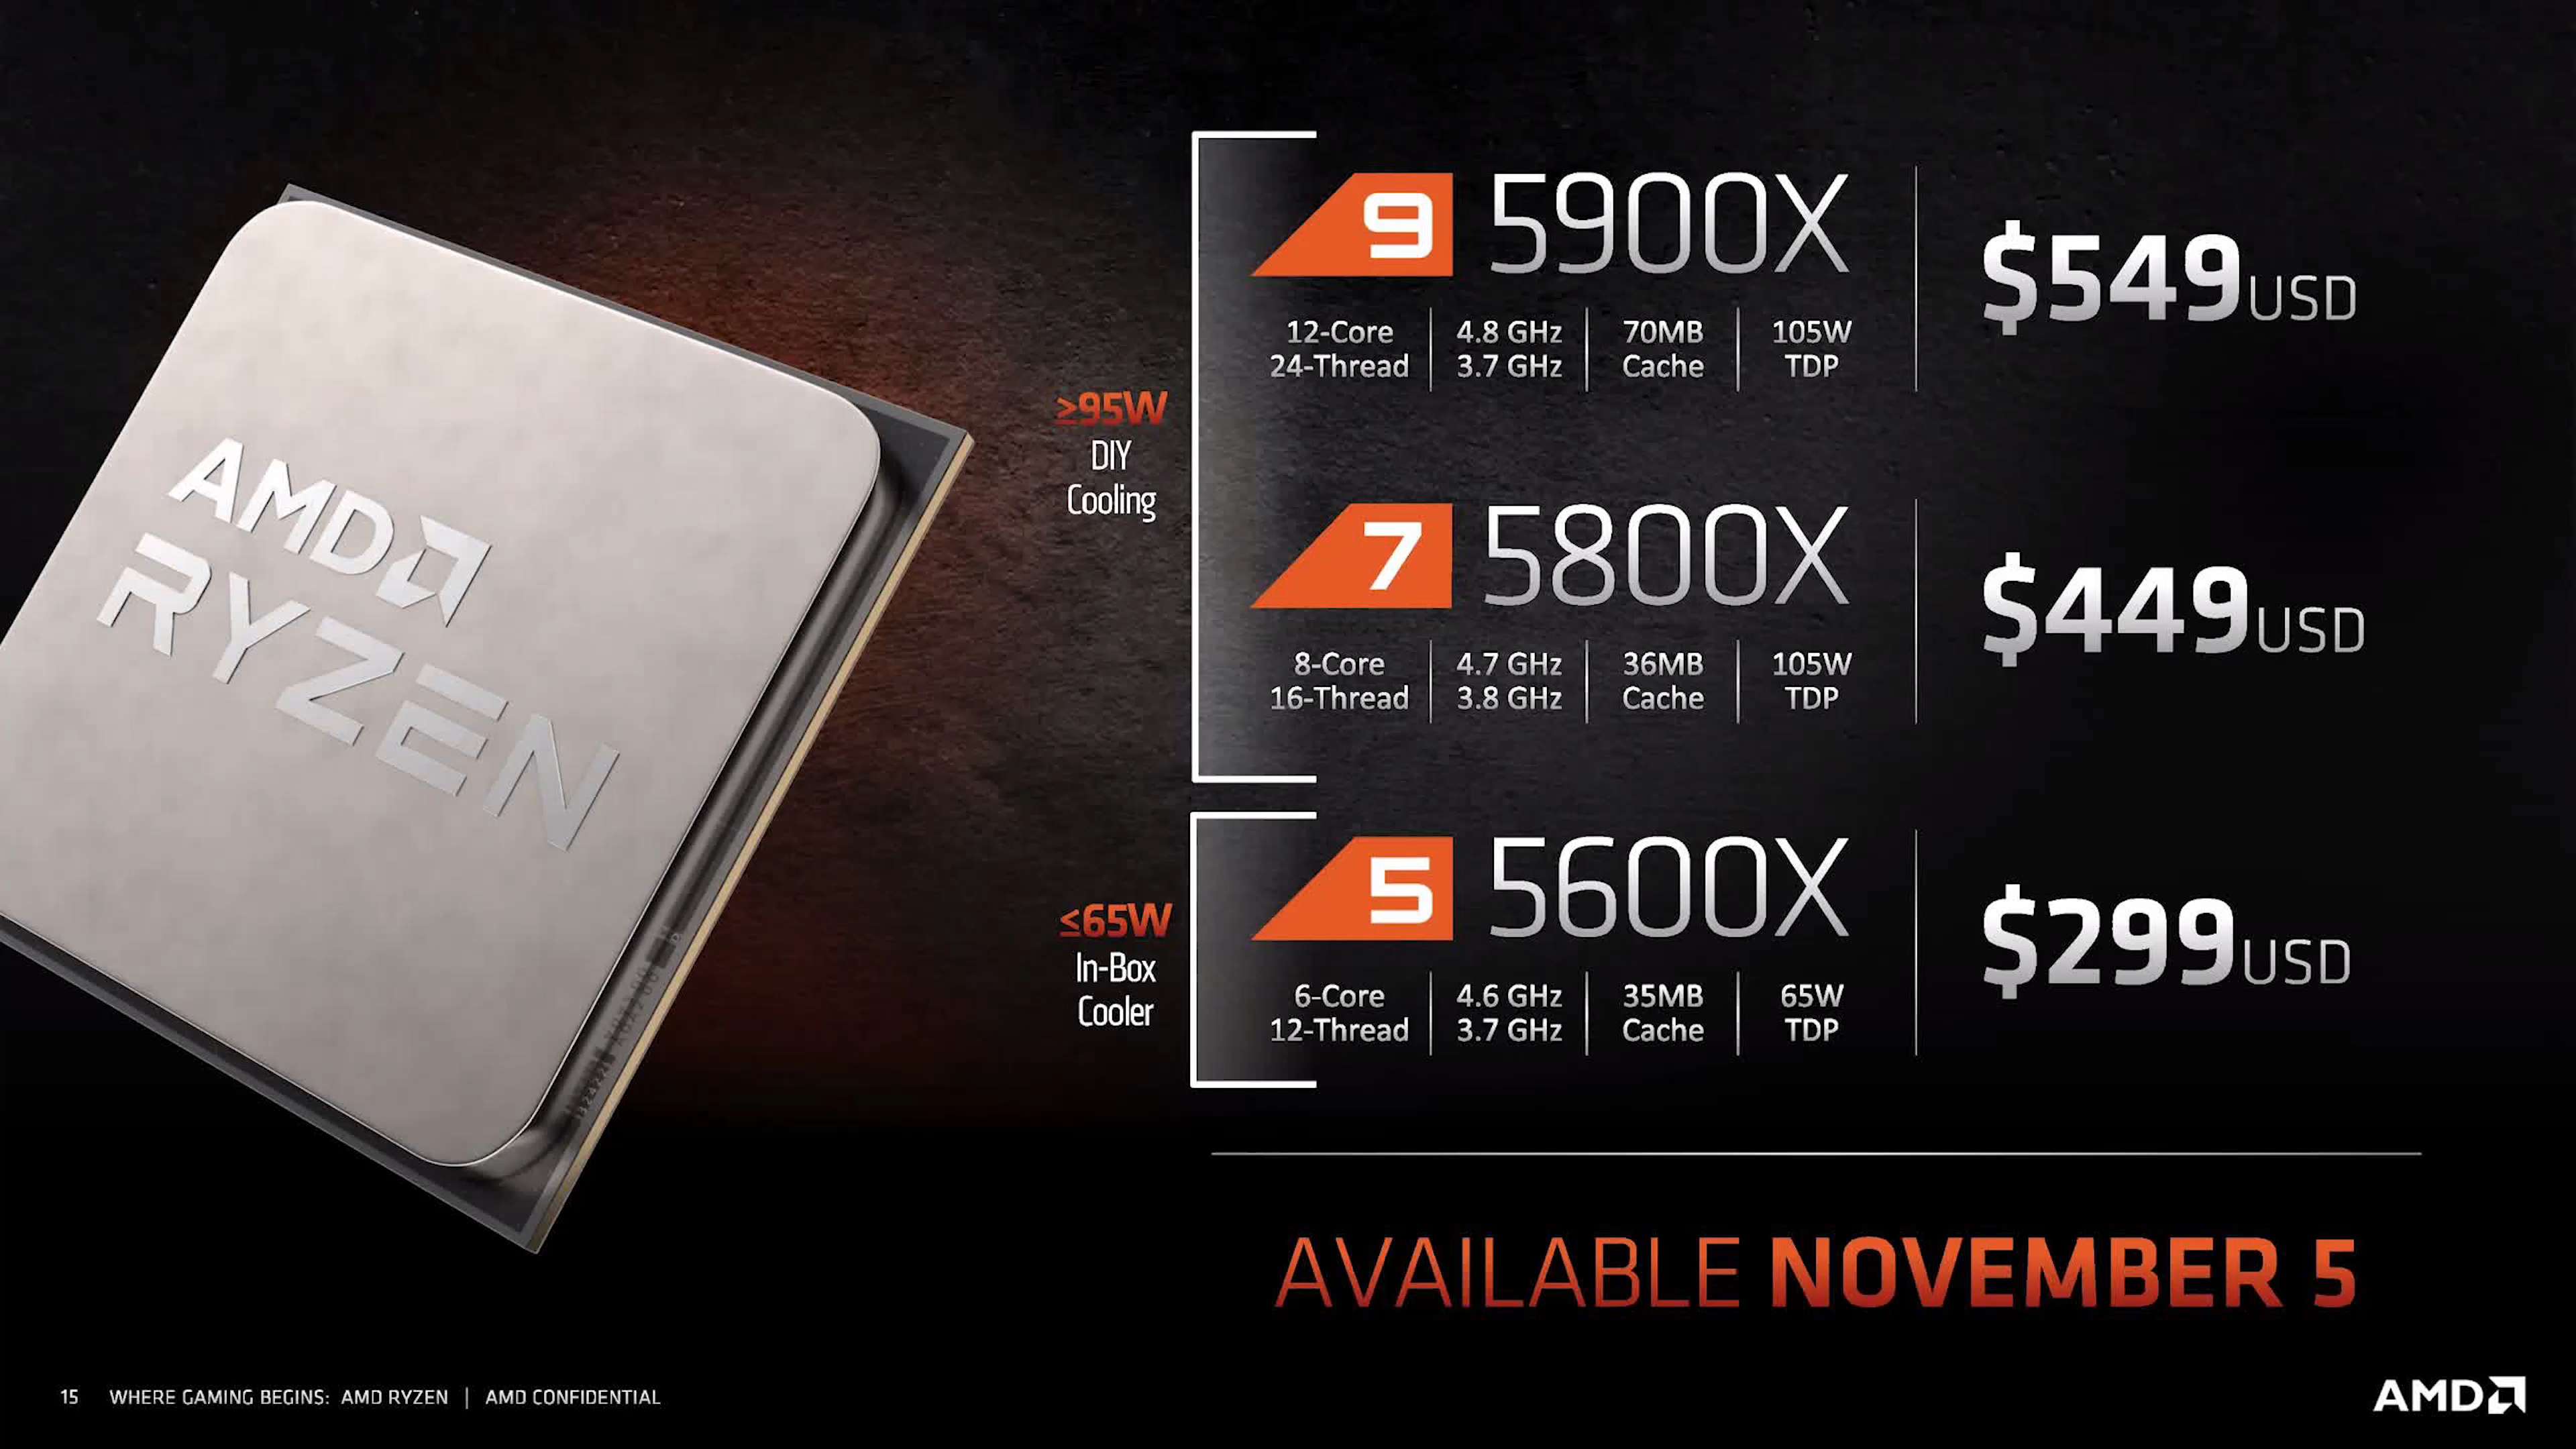 AMD
RYZEN
≥95W
DIY
Cooling
9 5900X
12-Core
24-Thread
4.8 GHz
3.7 GHz
70MB
Cache
105W
TDP
$549USD
7 5800X
8-Core
16-Thread
4.7 GHz
3.8 GHz
36MB
Cache
105W
TDP
$449USD
≤65W
In-Box
Cooler
5 5600X
6-Core
12-Thread
4.6 GHz
3.7 GHz
35MB
Cache
65W
TDP
$299USD
AVAILABLE NOVEMBER 5
15 WHERE GAMING BEGINS: AMD RYZEN | AMD CONFIDENTIAL
AMD